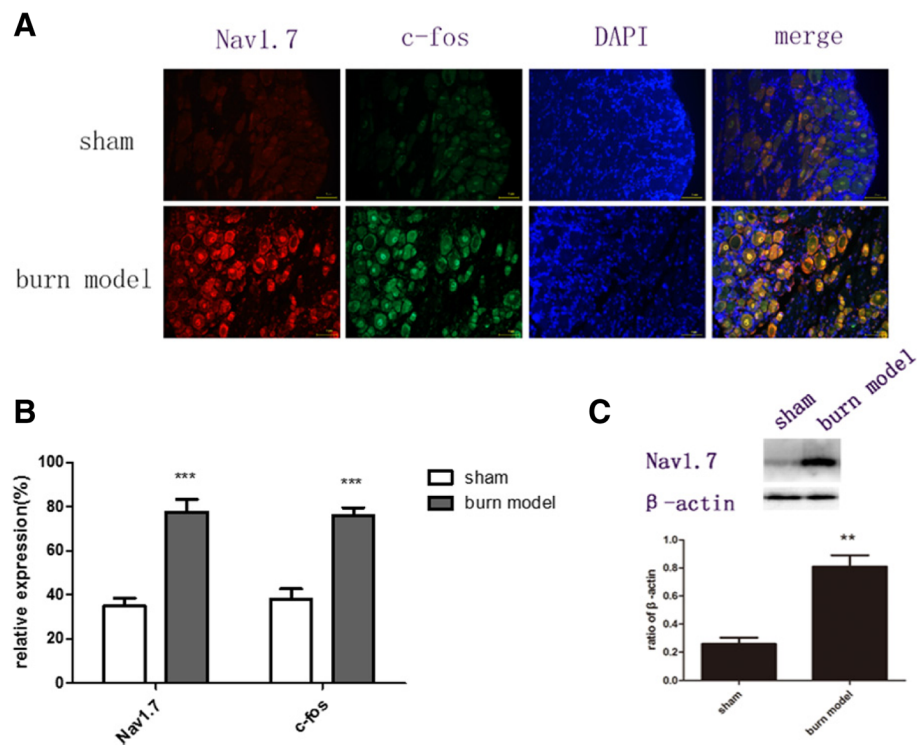 A
Nav1.7 c-fos DAPI merge
sham
burn model
B
100
80
60
40
20
0
relative expression(%)
***
***
sham
burn model
Nav1.7
c-fos
C
sham
burn model
Nav1.7
β-actin
1.0
0.8
0.6
0.4
0.2
0.0
ratio of β-actin
**
sham
burn model